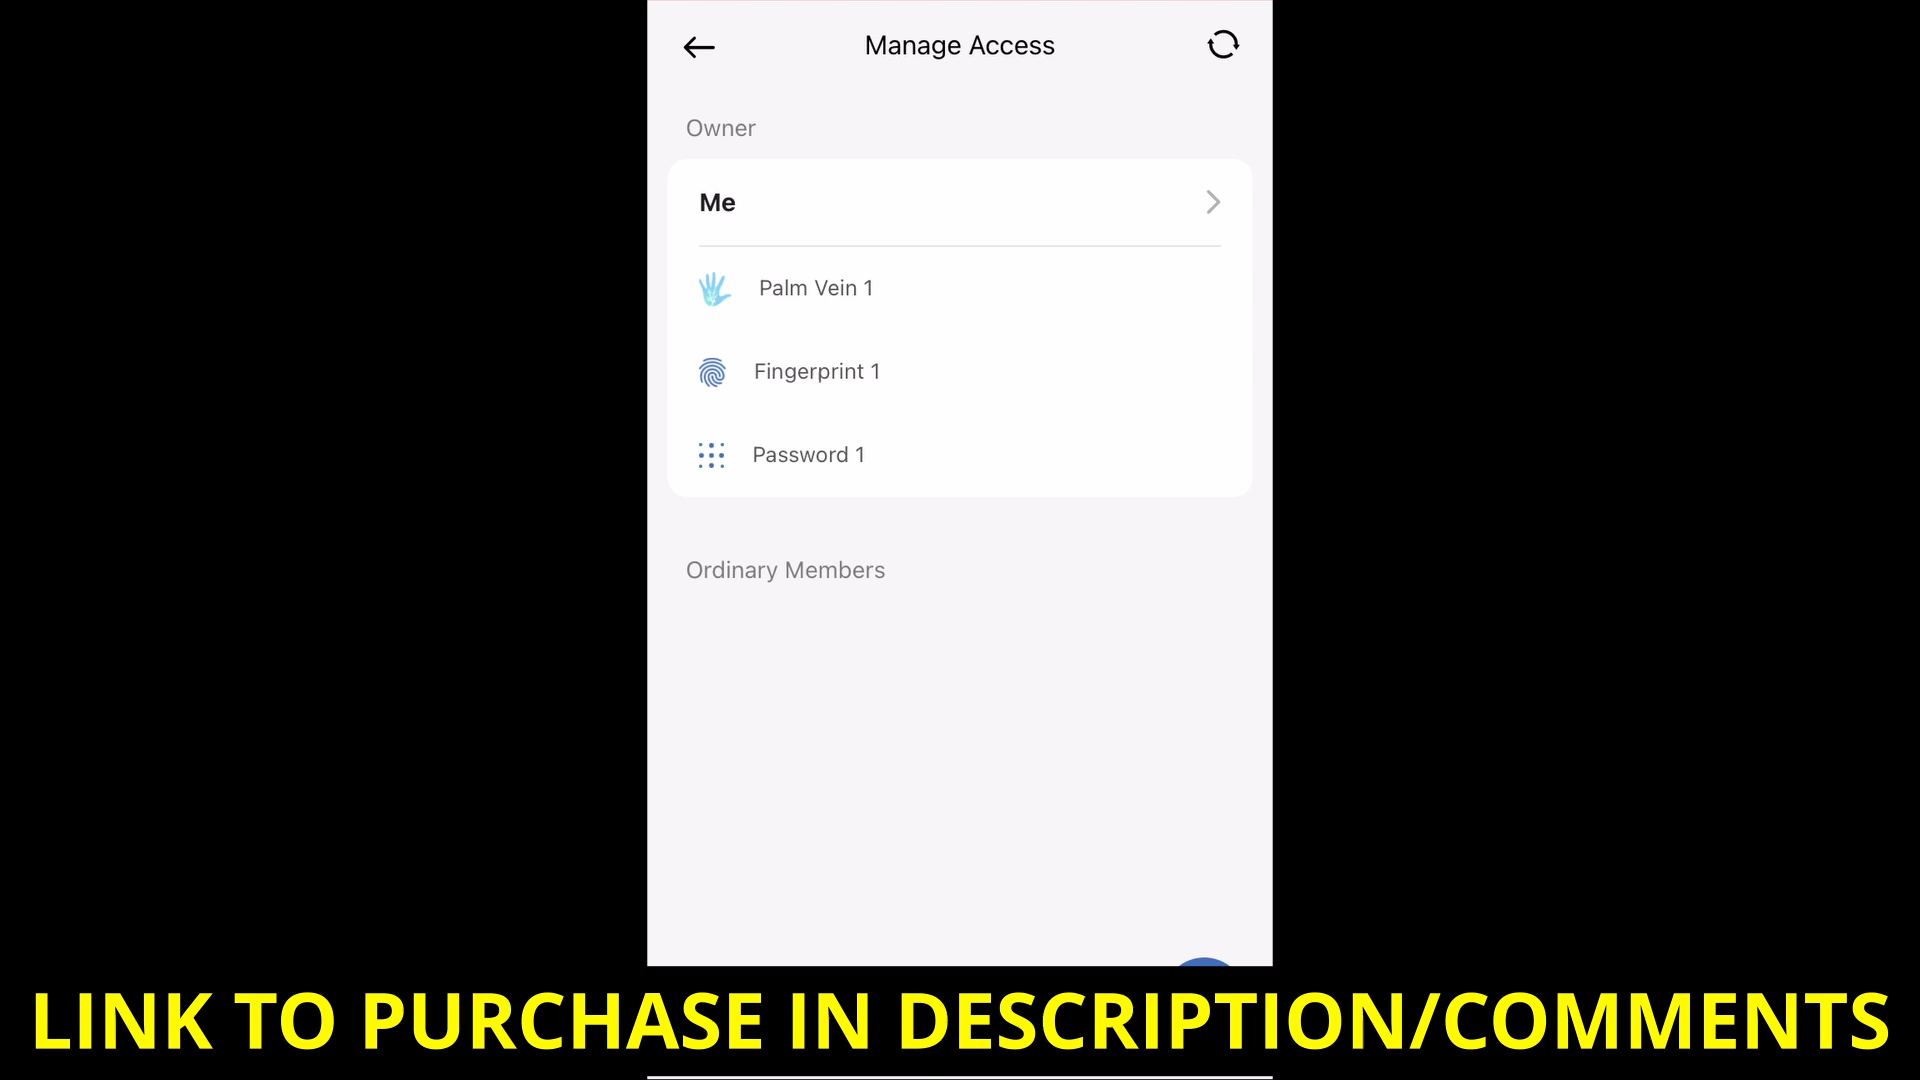 Manage Access
Owner
Me
Palm Vein 1
Fingerprint 1
Password 1
Ordinary Members
LINK TO PURCHASE IN DESCRIPTION/COMMENTS